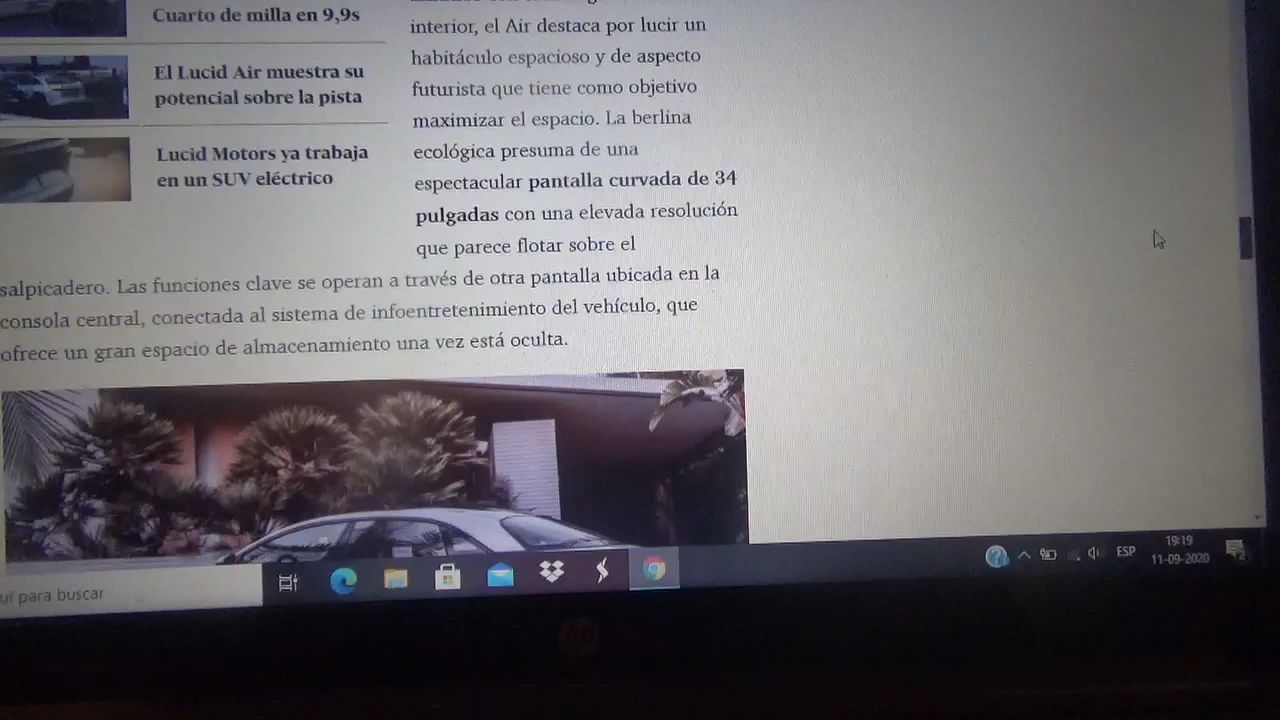 Cuarto de milla en 9,9s
El Lucid Air muestra su
potencial sobre la pista
Lucid Motors ya trabaja
en un SUV eléctrico
interior, el Air destaca por lucir un
habitáculo espacioso y de aspecto
futurista que tiene como objetivo
maximizar el espacio. La berlina
ecológica presuma de una
espectacular pantalla curvada de 34
pulgadas con una elevada resolución
que parece flotar sobre el
salpicadero. Las funciones clave se operan a través de otra pantalla ubicada en la
consola central, conectada al sistema de infoentretenimiento del vehículo, que
ofrece un gran espacio de almacenamiento una vez está oculta.
para buscar
ESP
19:19
11-09-2020
hp